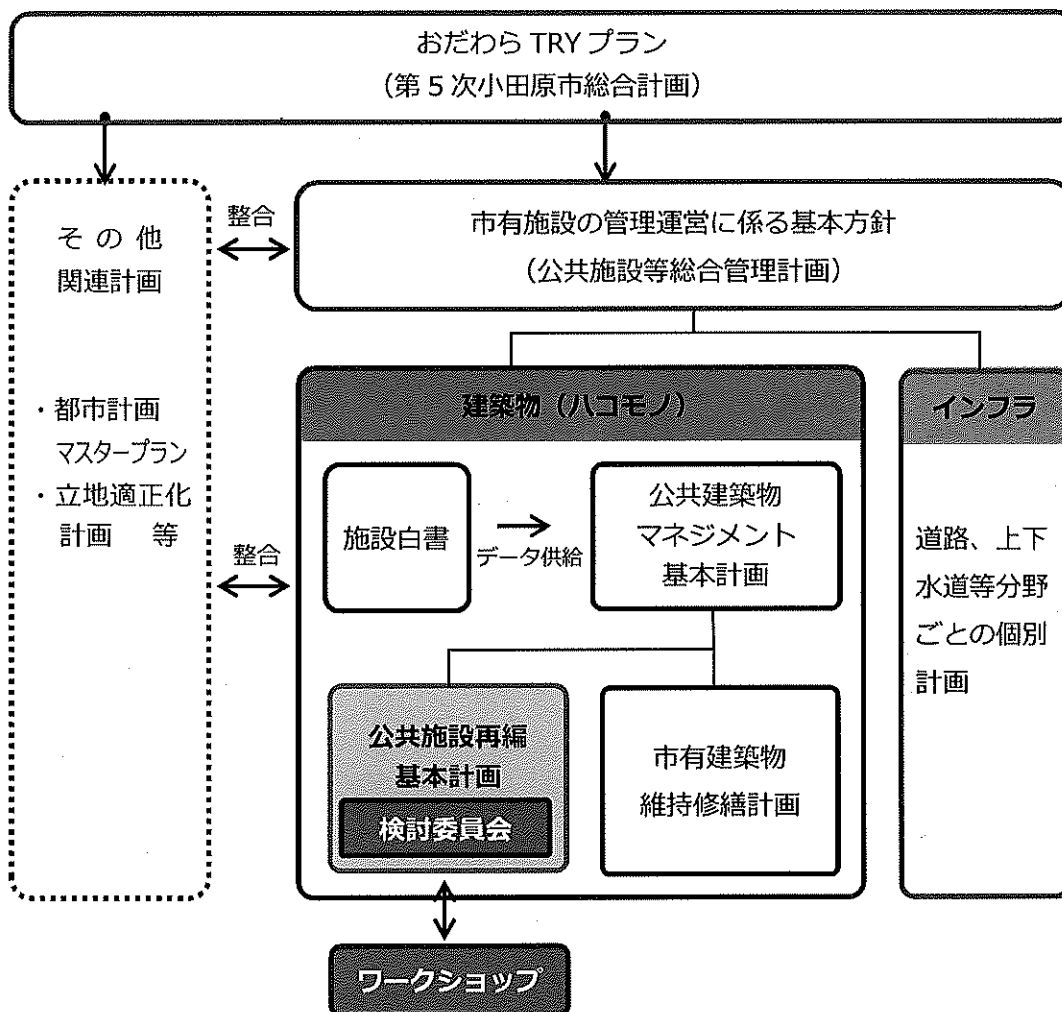 おだわら TRY プラン
（第 5 次小田原市総合計画）
そ の 他
関連計画
・都市計画
マスタープラン
・立地適正化
計画　等
整合
市有施設の管理運営に係る基本方針
（公共施設等総合管理計画）
整合
建築物（ハコモノ）
施設白書
データ供給
公共建築物
マネジメント
基本計画
公共施設再編
基本計画
検討委員会
市有建築物
維持修繕計画
インフラ
道路、上下
水道等分野
ごとの個別
計画
ワークショップ